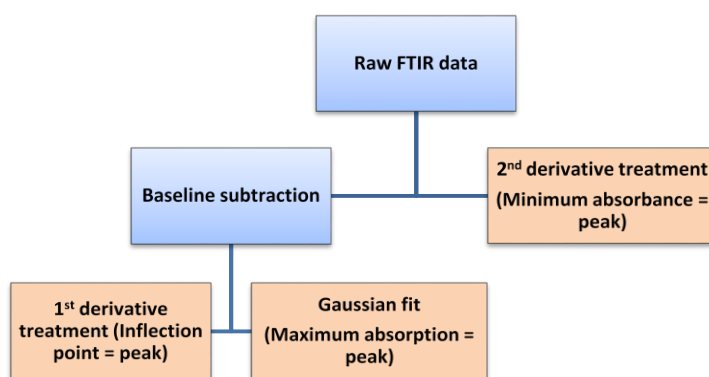 Raw FTIR data
Baseline subtraction
2nd derivative treatment
(Minimum absorbance =
peak)
1st derivative
treatment (Inflection
point = peak)
Gaussian fit
(Maximum absorption =
peak)